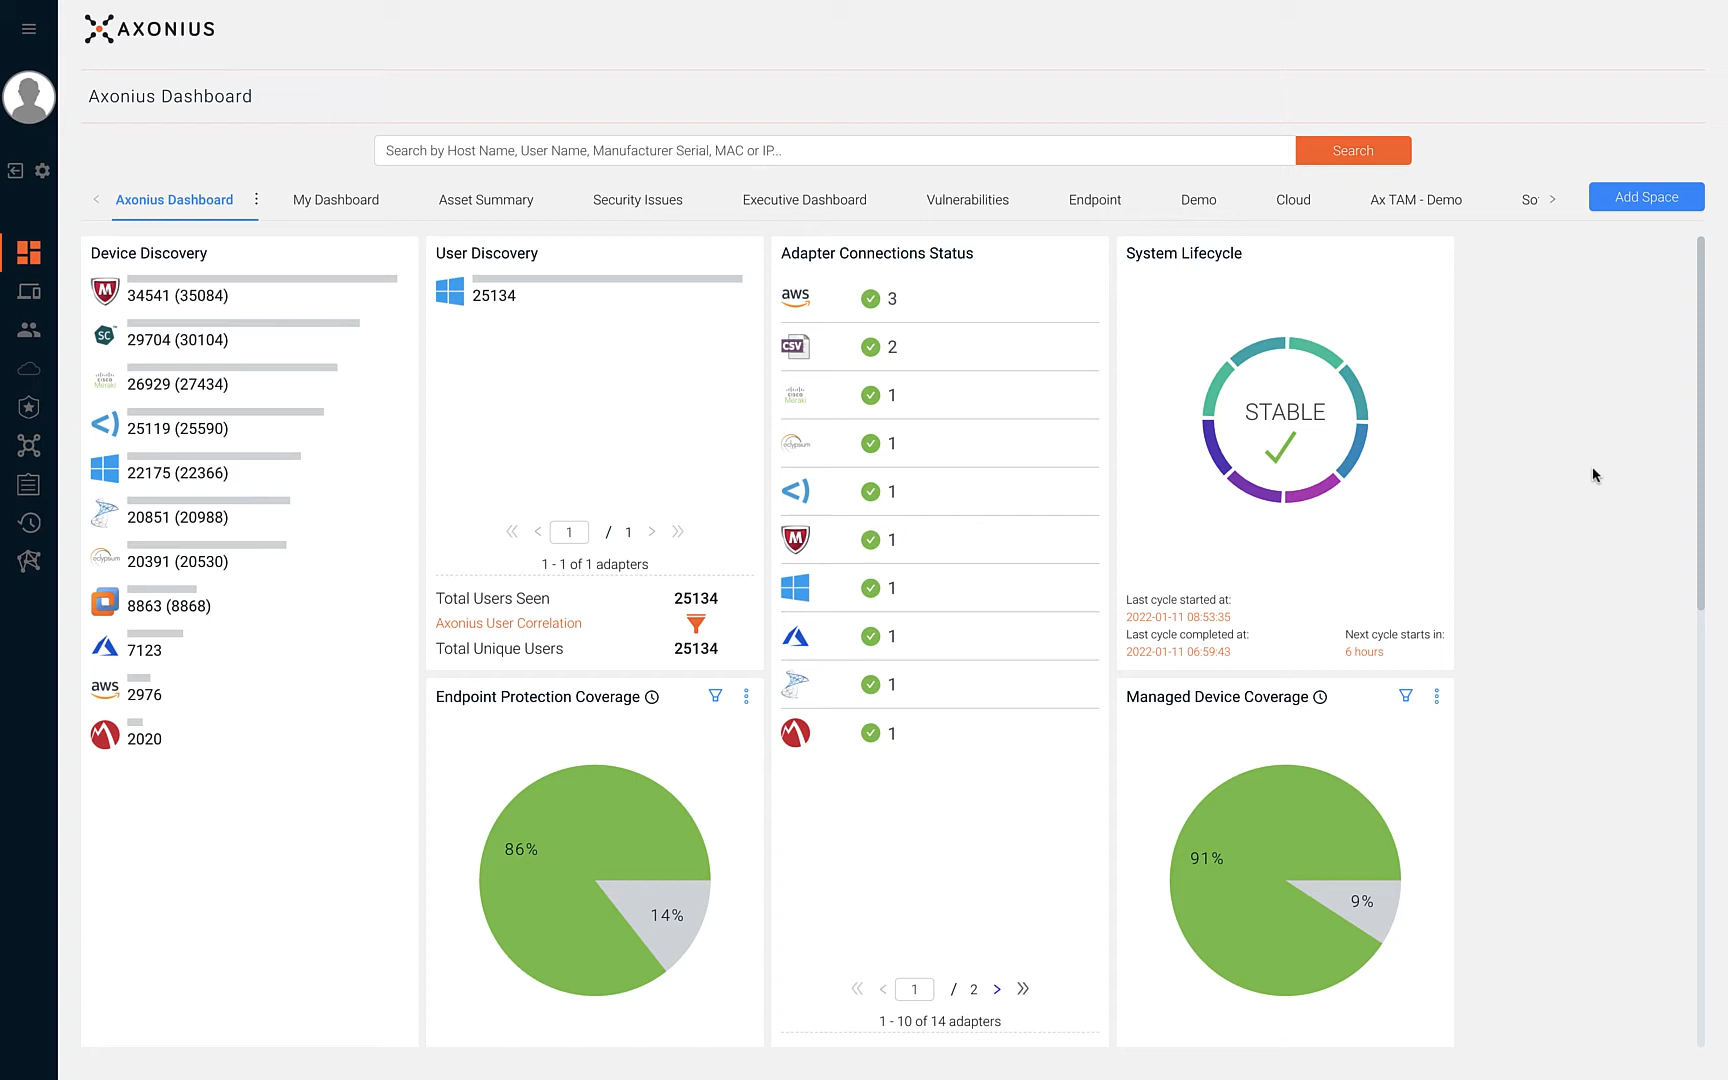 AXONIUS
Axonius Dashboard
Search by Host Name, User Name, Manufacturer Serial, MAC or IP...
Search
Axonius Dashboard
My Dashboard
Asset Summary
Security Issues
Executive Dashboard
Vulnerabilities
Endpoint
Demo
Cloud
Ax TAM - Demo
So
Add Space
Device Discovery
M
34541 (35084)
SC
29704 (30104)
CISCO
Meraki
26929 (27434)
25119 (25590)
22175 (22366)
20851 (20988)
eclypsium
20391 (20530)
8863 (8868)
7123
aws
2976
2020
User Discovery
25134
1 / 1
1 - 1 of 1 adapters
Total Users Seen 25134
Axonius User Correlation
Total Unique Users 25134
Adapter Connections Status
aws 3
CSV 2
CISCO
Meraki 1
eclypsium 1
1
M 1
1
1
1
1
1 / 2
1 - 10 of 14 adapters
System Lifecycle
STABLE
Last cycle started at:
2022-01-11 08:53:35
Last cycle completed at:
2022-01-11 06:59:43
Next cycle starts in:
6 hours
Endpoint Protection Coverage
86%
14%
Managed Device Coverage
91%
9%